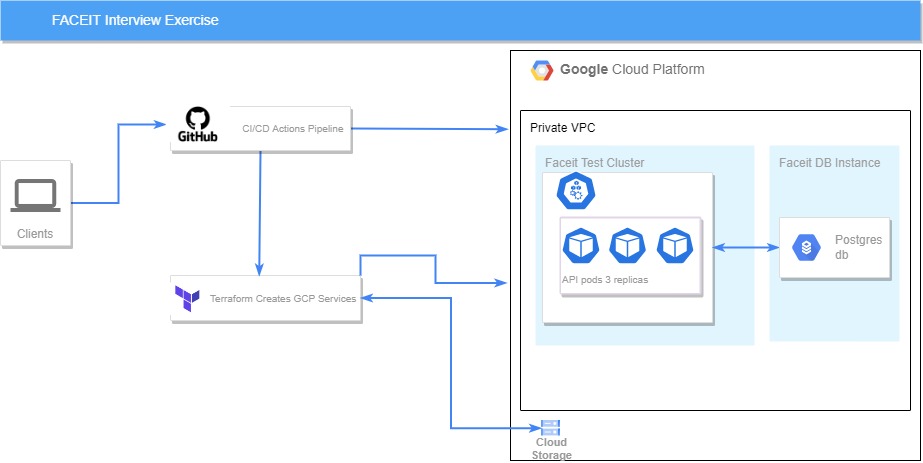 FACEIT Interview Exercise
Google Cloud Platform
GitHub
CI/CD Actions Pipeline
Private VPC
Faceit Test Cluster
Faceit DB Instance
Clients
Postgres
db
API pods 3 replicas
Terraform Creates GCP Services
Cloud
Storage